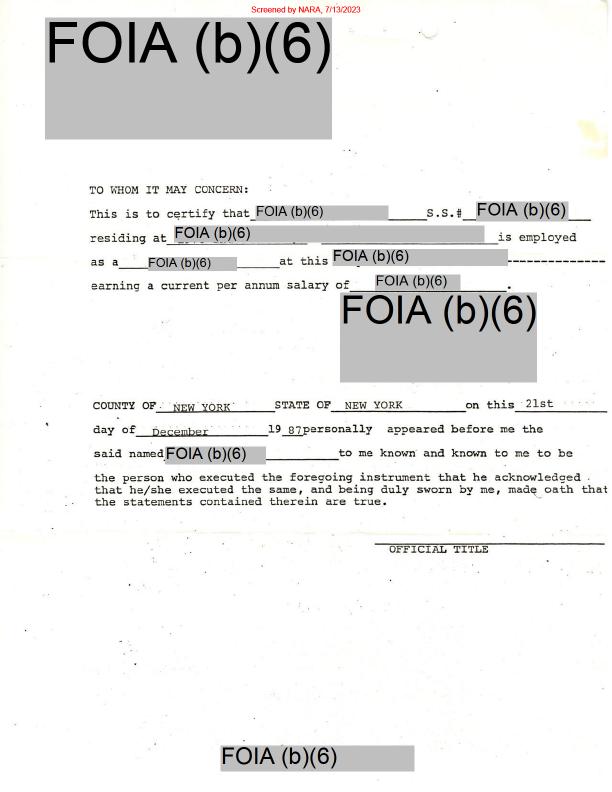 Screened by NARA, 7/13/2023
FOIA (b)(6)
TO WHOM IT MAY CONCERN:
This is to certify that FOIA (b)(6) S.S.# FOIA (b)(6)
residing at FOIA (b)(6) is employed
as a FOIA (b)(6) at this FOIA (b)(6) --------------
earning a current per annum salary of FOIA (b)(6).
FOIA (b)(6)
COUNTY OF NEW YORK STATE OF NEW YORK on this 21st
day of December 19 87 personally appeared before me the
said named FOIA (b)(6) to me known and known to me to be
the person who executed the foregoing instrument that he acknowledged
that he/she executed the same, and being duly sworn by me, made oath that
the statements contained therein are true.
OFFICIAL TITLE
FOIA (b)(6)